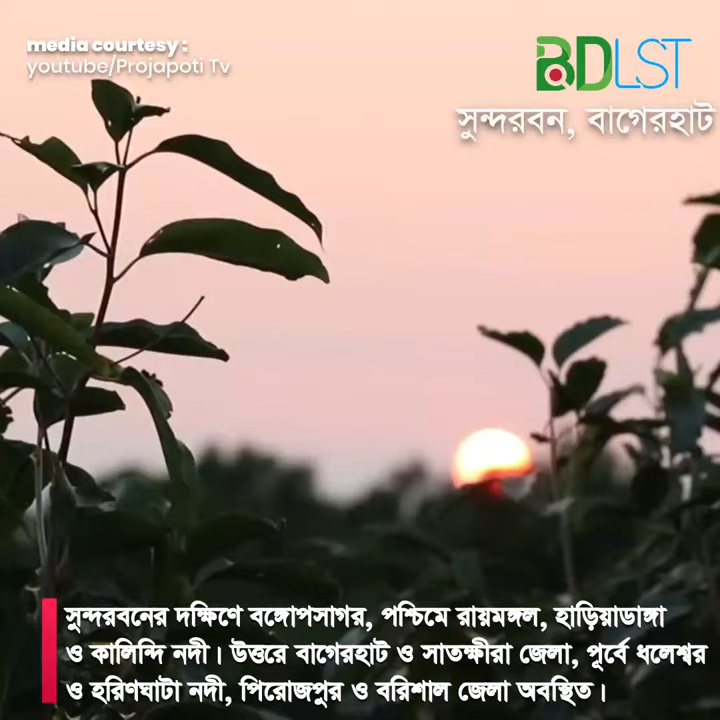 media courtesy :
youtube/Projapoti Tv
BDLST
সুন্দরবন, বাগেরহাট
সুন্দরবনের দক্ষিণে বঙ্গোপসাগর, পশ্চিমে রায়মঙ্গল, হাড়িয়াডাঙ্গা
ও কালিন্দি নদী। উত্তরে বাগেরহাট ও সাতক্ষীরা জেলা, পূর্বে ধলেশ্বর
ও হরিণঘাটা নদী, পিরোজপুর ও বরিশাল জেলা অবস্থিত।